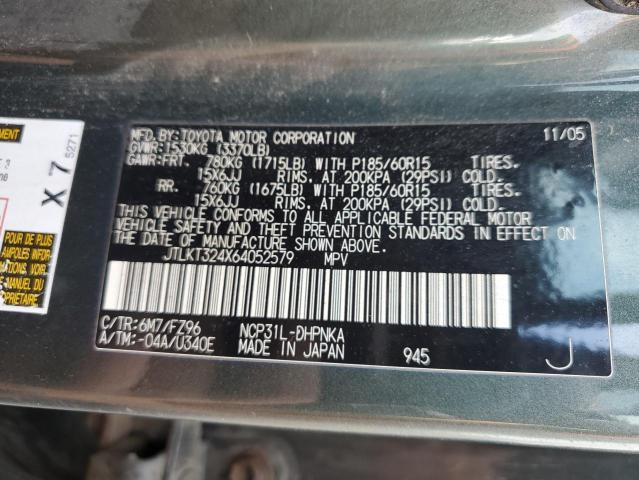 MFD. BY: TOYOTA MOTOR CORPORATION 11/05
GVWR: 1530KG (3370LB)
GAWR: FRT. 780KG (1715LB) WITH P185/60R15 TIRES.
15X6JJ RIMS. AT 200KPA (29PSI) COLD.
RR. 760KG (1675LB) WITH P185/60R15 TIRES.
15X6JJ RIMS. AT 200KPA (29PSI) COLD.
THIS VEHICLE CONFORMS TO ALL APPLICABLE FEDERAL MOTOR
VEHICLE SAFETY AND THEFT PREVENTION STANDARDS IN EFFECT ON
THE DATE OF MANUFACTURE SHOWN ABOVE.
JTLKT324X64052579 MPV
C/TR: 6M7/FZ96 NCP31L-DHPNKA
A/TM: -04A/U340E MADE IN JAPAN 945 J
X 7
5271
POUR DE PLUS